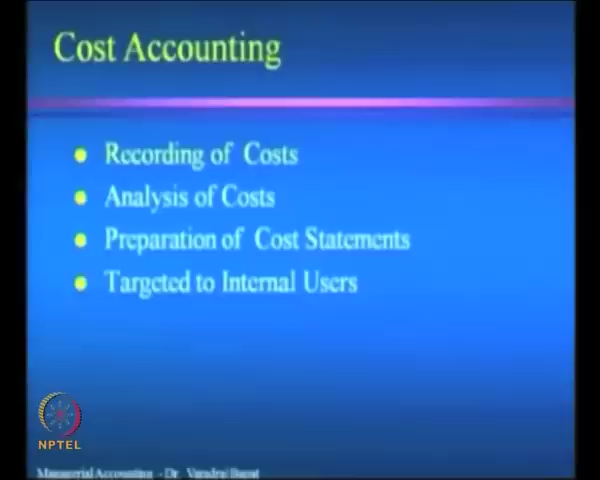 Cost Accounting
Recording of Costs
Analysis of Costs
Preparation of Cost Statements
Targeted to Internal Users
NPTEL
Managerial Accounting - Dr.